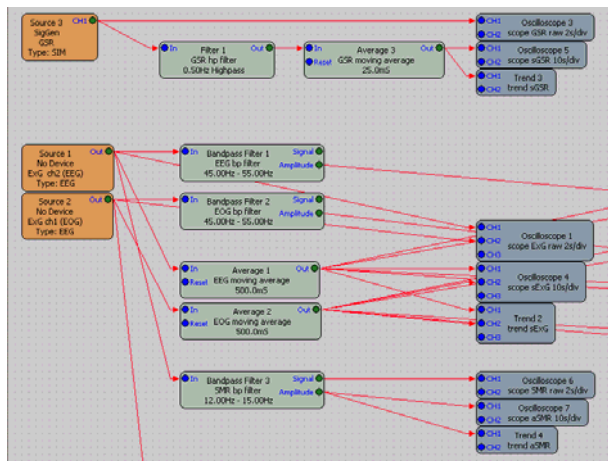 Source 3 CH1
SigGen
GSR
Type: SIM
In Filter 1 Out
GSR hp filter
0.50Hz Highpass
In Average 3 Out
Reset GSR moving average
25.0mS
CH1 Oscilloscope 3
CH2 scope GSR raw 2s/div
CH1 Oscilloscope 5
CH2 scope sGSR 10s/div
CH1 Trend 3
CH2 trend sGSR
Source 1 Out
No Device
ExG ch2 (EEG)
Type: EEG
Source 2 Out
No Device
ExG ch1 (EOG)
Type: EEG
In Bandpass Filter 1 Signal
EEG bp filter Amplitude
45.00Hz - 55.00Hz
In Bandpass Filter 2 Signal
EOG bp filter Amplitude
45.00Hz - 55.00Hz
In Average 1 Out
Reset EEG moving average
500.0mS
In Average 2 Out
Reset EOG moving average
500.0mS
CH1 Oscilloscope 1
CH2 scope ExG raw 2s/div
CH3
CH1 Oscilloscope 4
CH2 scope sExG 10s/div
CH3
CH1 Trend 2
CH2 trend sExG
CH3
In Bandpass Filter 3 Signal
SMR bp filter Amplitude
12.00Hz - 15.00Hz
CH1 Oscilloscope 6
CH2 scope SMR raw 2s/div
CH1 Oscilloscope 7
CH2 scope aSMR 10s/div
CH1 Trend 4
CH2 trend aSMR